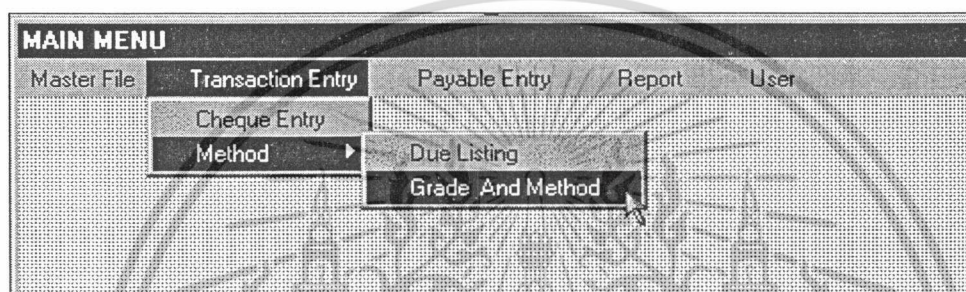 MAIN MENU
Master File Transaction Entry Payable Entry Report User
Cheque Entry
Method Due Listing
Grade And Method